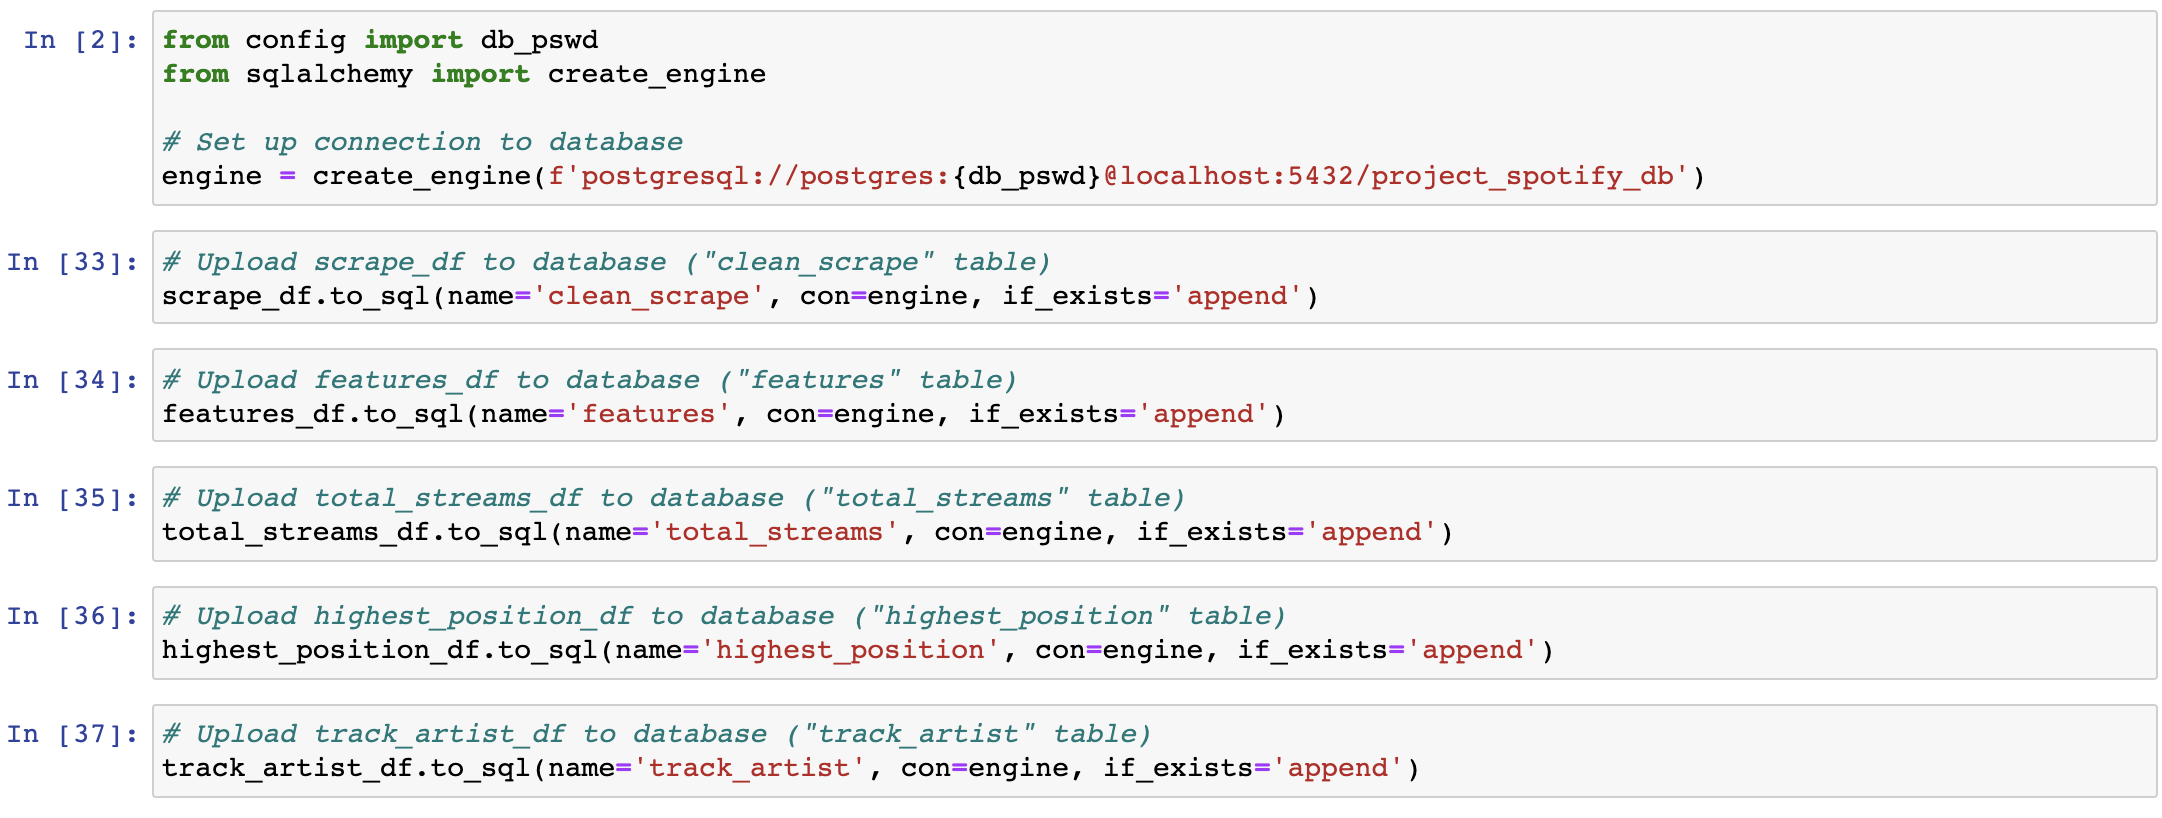 In [2]: from config import db_pswd
from sqlalchemy import create_engine
# Set up connection to database
engine = create_engine(f'postgresql://postgres:{db_pswd}@localhost:5432/project_spotify_db')
In [33]: # Upload scrape_df to database ("clean_scrape" table)
scrape_df.to_sql(name='clean_scrape', con=engine, if_exists='append')
In [34]: # Upload features_df to database ("features" table)
features_df.to_sql(name='features', con=engine, if_exists='append')
In [35]: # Upload total_streams_df to database ("total_streams" table)
total_streams_df.to_sql(name='total_streams', con=engine, if_exists='append')
In [36]: # Upload highest_position_df to database ("highest_position" table)
highest_position_df.to_sql(name='highest_position', con=engine, if_exists='append')
In [37]: # Upload track_artist_df to database ("track_artist" table)
track_artist_df.to_sql(name='track_artist', con=engine, if_exists='append')